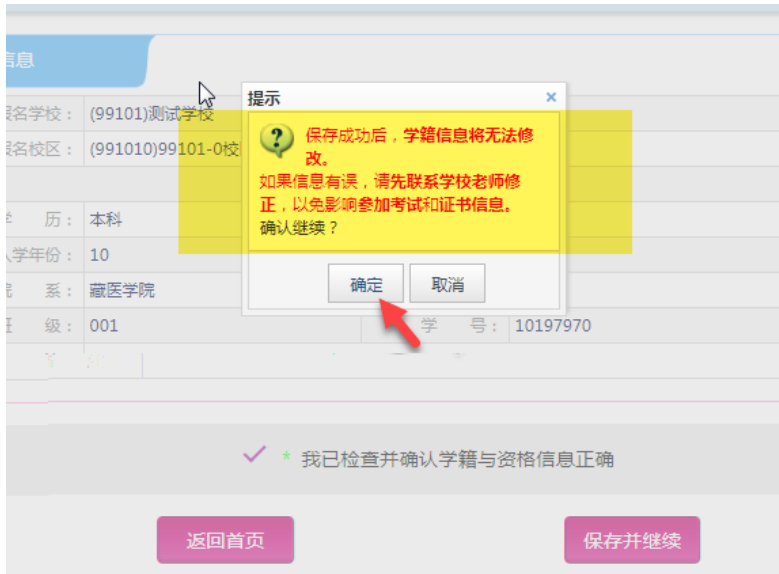 信息
提示
报名学校： (99101)测试学校
报名校区： (991010)99101-0校
保存成功后，学籍信息将无法修
改。
如果信息有误，请先联系学校老师修
正，以免影响参加考试和证书信息。
确认继续？
学 历： 本科
入学年份： 10
院 系： 藏医学院
确定 取消
班 级： 001 学 号： 10197970
* 我已检查并确认学籍与资格信息正确
返回首页 保存并继续